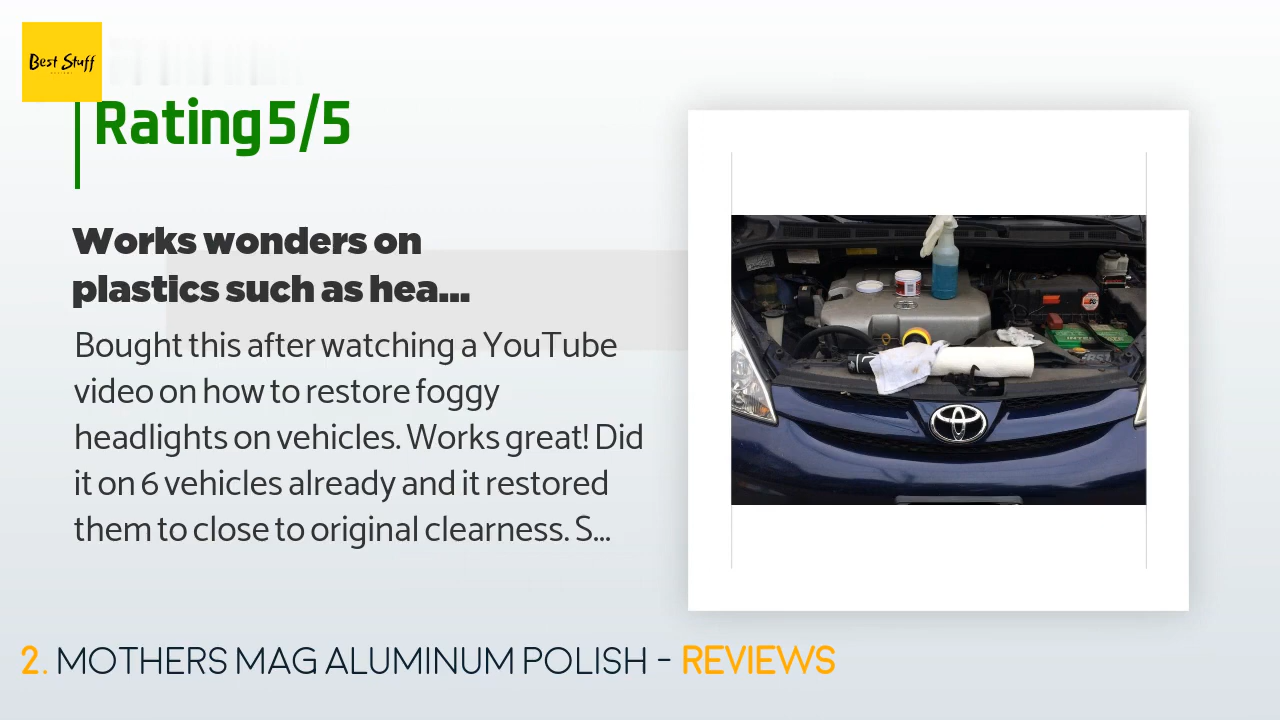 Best Stuff
Rating 5/5
Works wonders on
plastics such as hea...
Bought this after watching a YouTube
video on how to restore foggy
headlights on vehicles. Works great! Did
it on 6 vehicles already and it restored
them to close to original clearness. S...
2. MOTHERS MAG ALUMINUM POLISH - REVIEWS